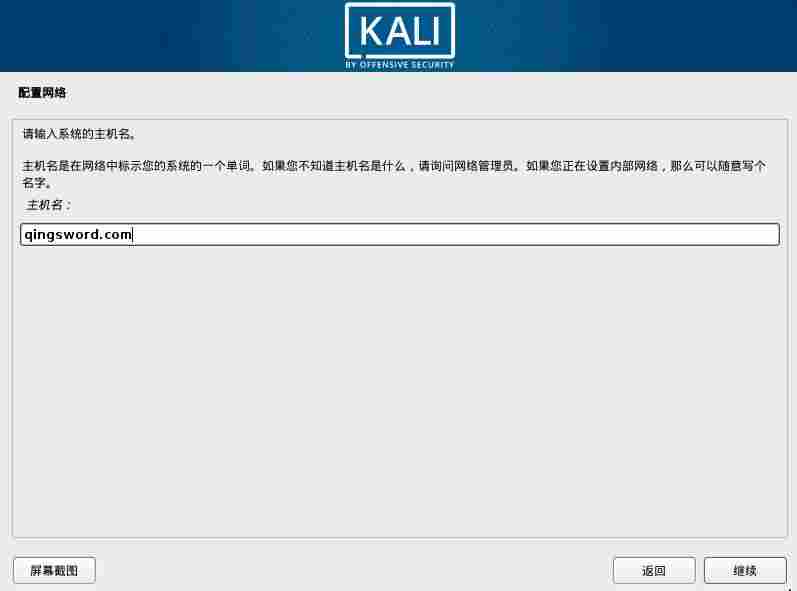 KALI
BY OFFENSIVE SECURITY
配置网络
请输入系统的主机名。
主机名是在网络中标示您的系统的一个单词。如果您不知道主机名是什么，请询问网络管理员。如果您正在设置内部网络，那么可以随意写个
名字。
主机名：
qingsword.com
屏幕截图
返回
继续